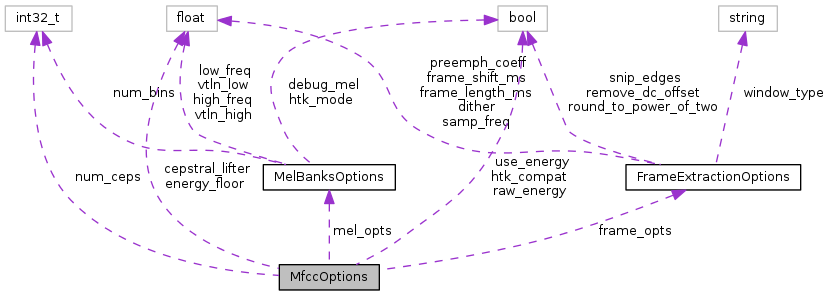 int32_t
float
bool
string
low_freq
vtln_low
high_freq
vtln_high
num_bins
debug_mel
htk_mode
preemph_coeff
frame_shift_ms
frame_length_ms
dither
samp_freq
snip_edges
remove_dc_offset
round_to_power_of_two
window_type
num_ceps
cepstral_lifter
energy_floor
MelBanksOptions
use_energy
htk_compat
raw_energy
FrameExtractionOptions
mel_opts
frame_opts
MfccOptions